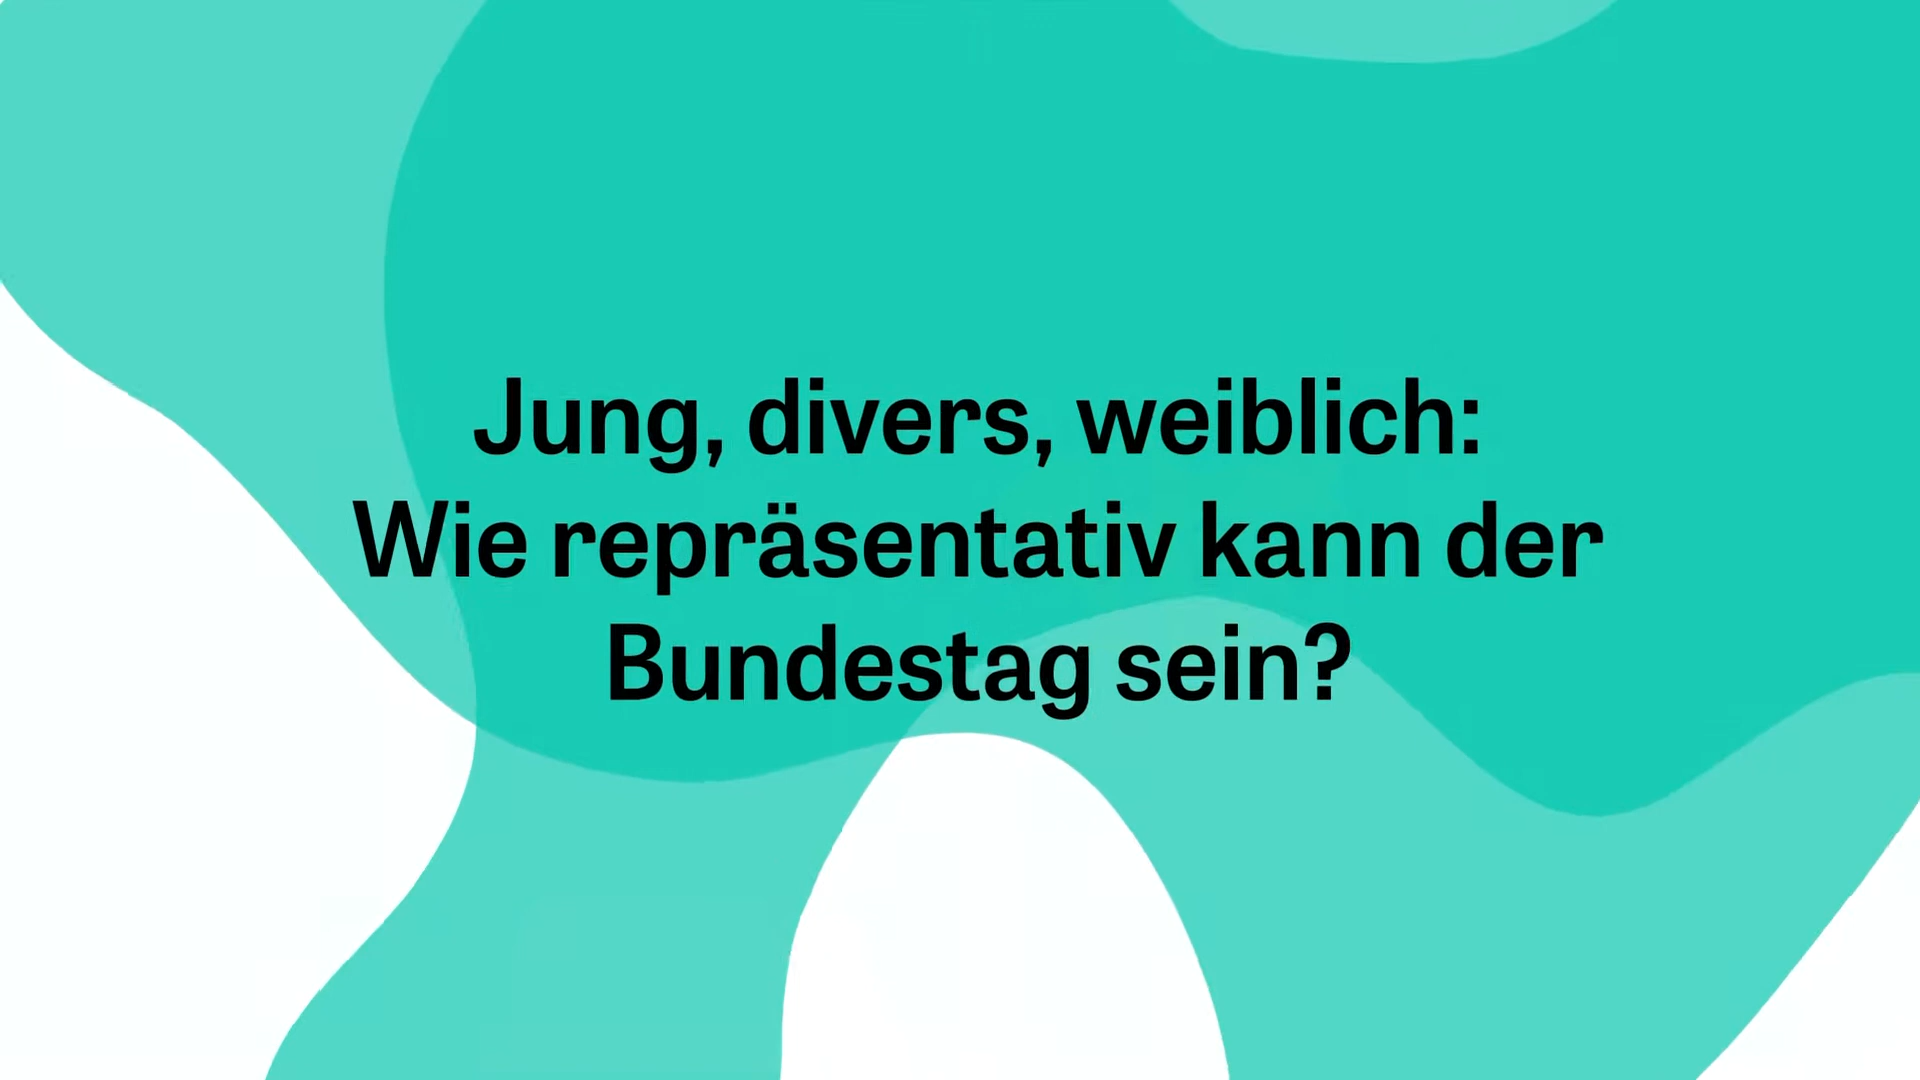 Jung, divers, weiblich:
Wie repräsentativ kann der
Bundestag sein?